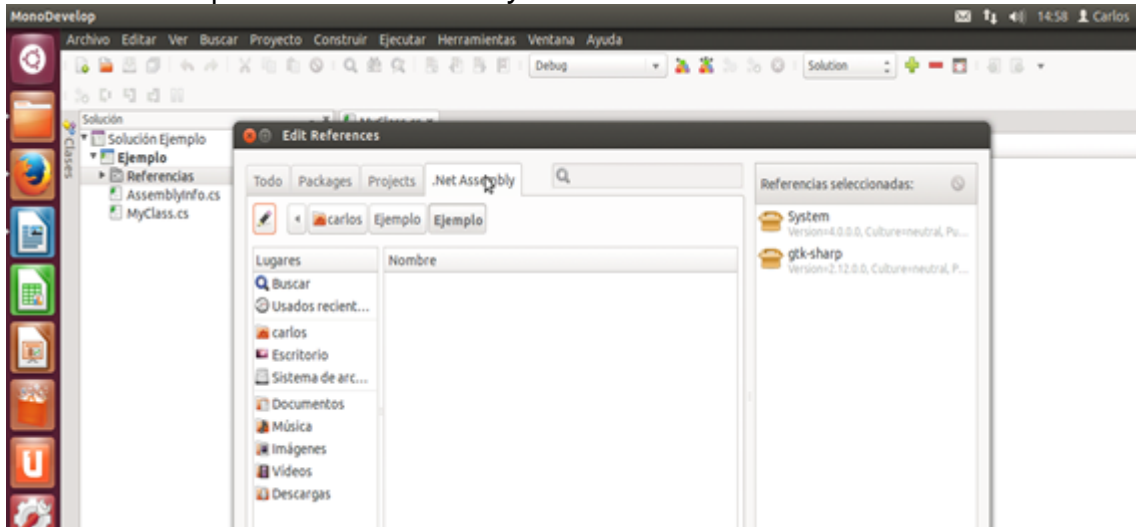 MonoDevelop 14:58 Carlos
Archivo Editar Ver Buscar Proyecto Construir Ejecutar Herramientas Ventana Ayuda
Debug Solution
Solución
Clases
Solución Ejemplo
Ejemplo
Referencias
AssemblyInfo.cs
MyClass.cs
Edit References
Todo Packages Projects .Net Assembly
carlos Ejemplo Ejemplo
Lugares Nombre
Buscar
Usados recient...
carlos
Escritorio
Sistema de arc...
Documentos
Música
Imágenes
Vídeos
Descargas
Referencias seleccionadas:
System
Version=4.0.0.0, Culture=neutral, Pu...
gtk-sharp
Version=2.12.0.0, Culture=neutral, P...